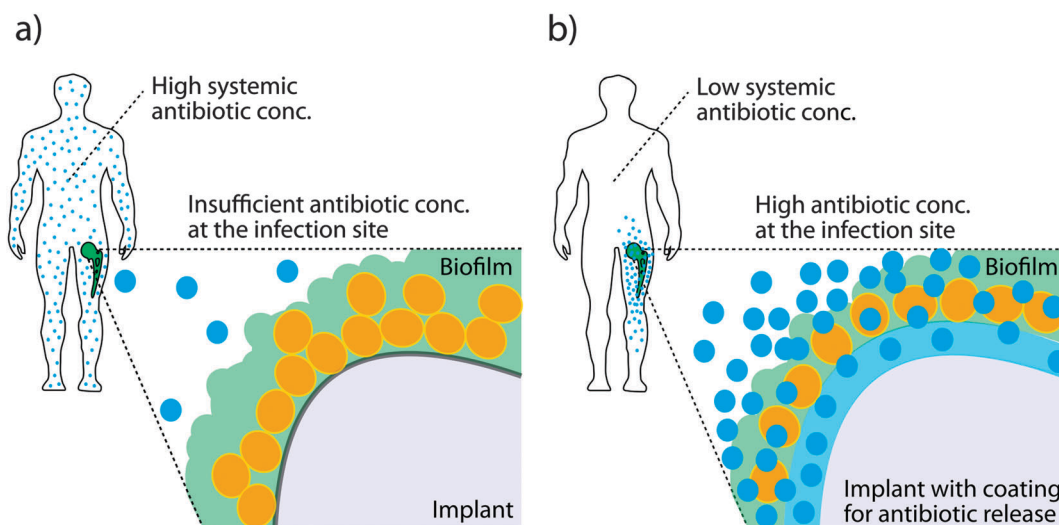 a)
High systemic
antibiotic conc.
Insufficient antibiotic conc.
at the infection site
Biofilm
Implant
b)
Low systemic
antibiotic conc.
High antibiotic conc.
at the infection site
Biofilm
Implant with coating
for antibiotic release